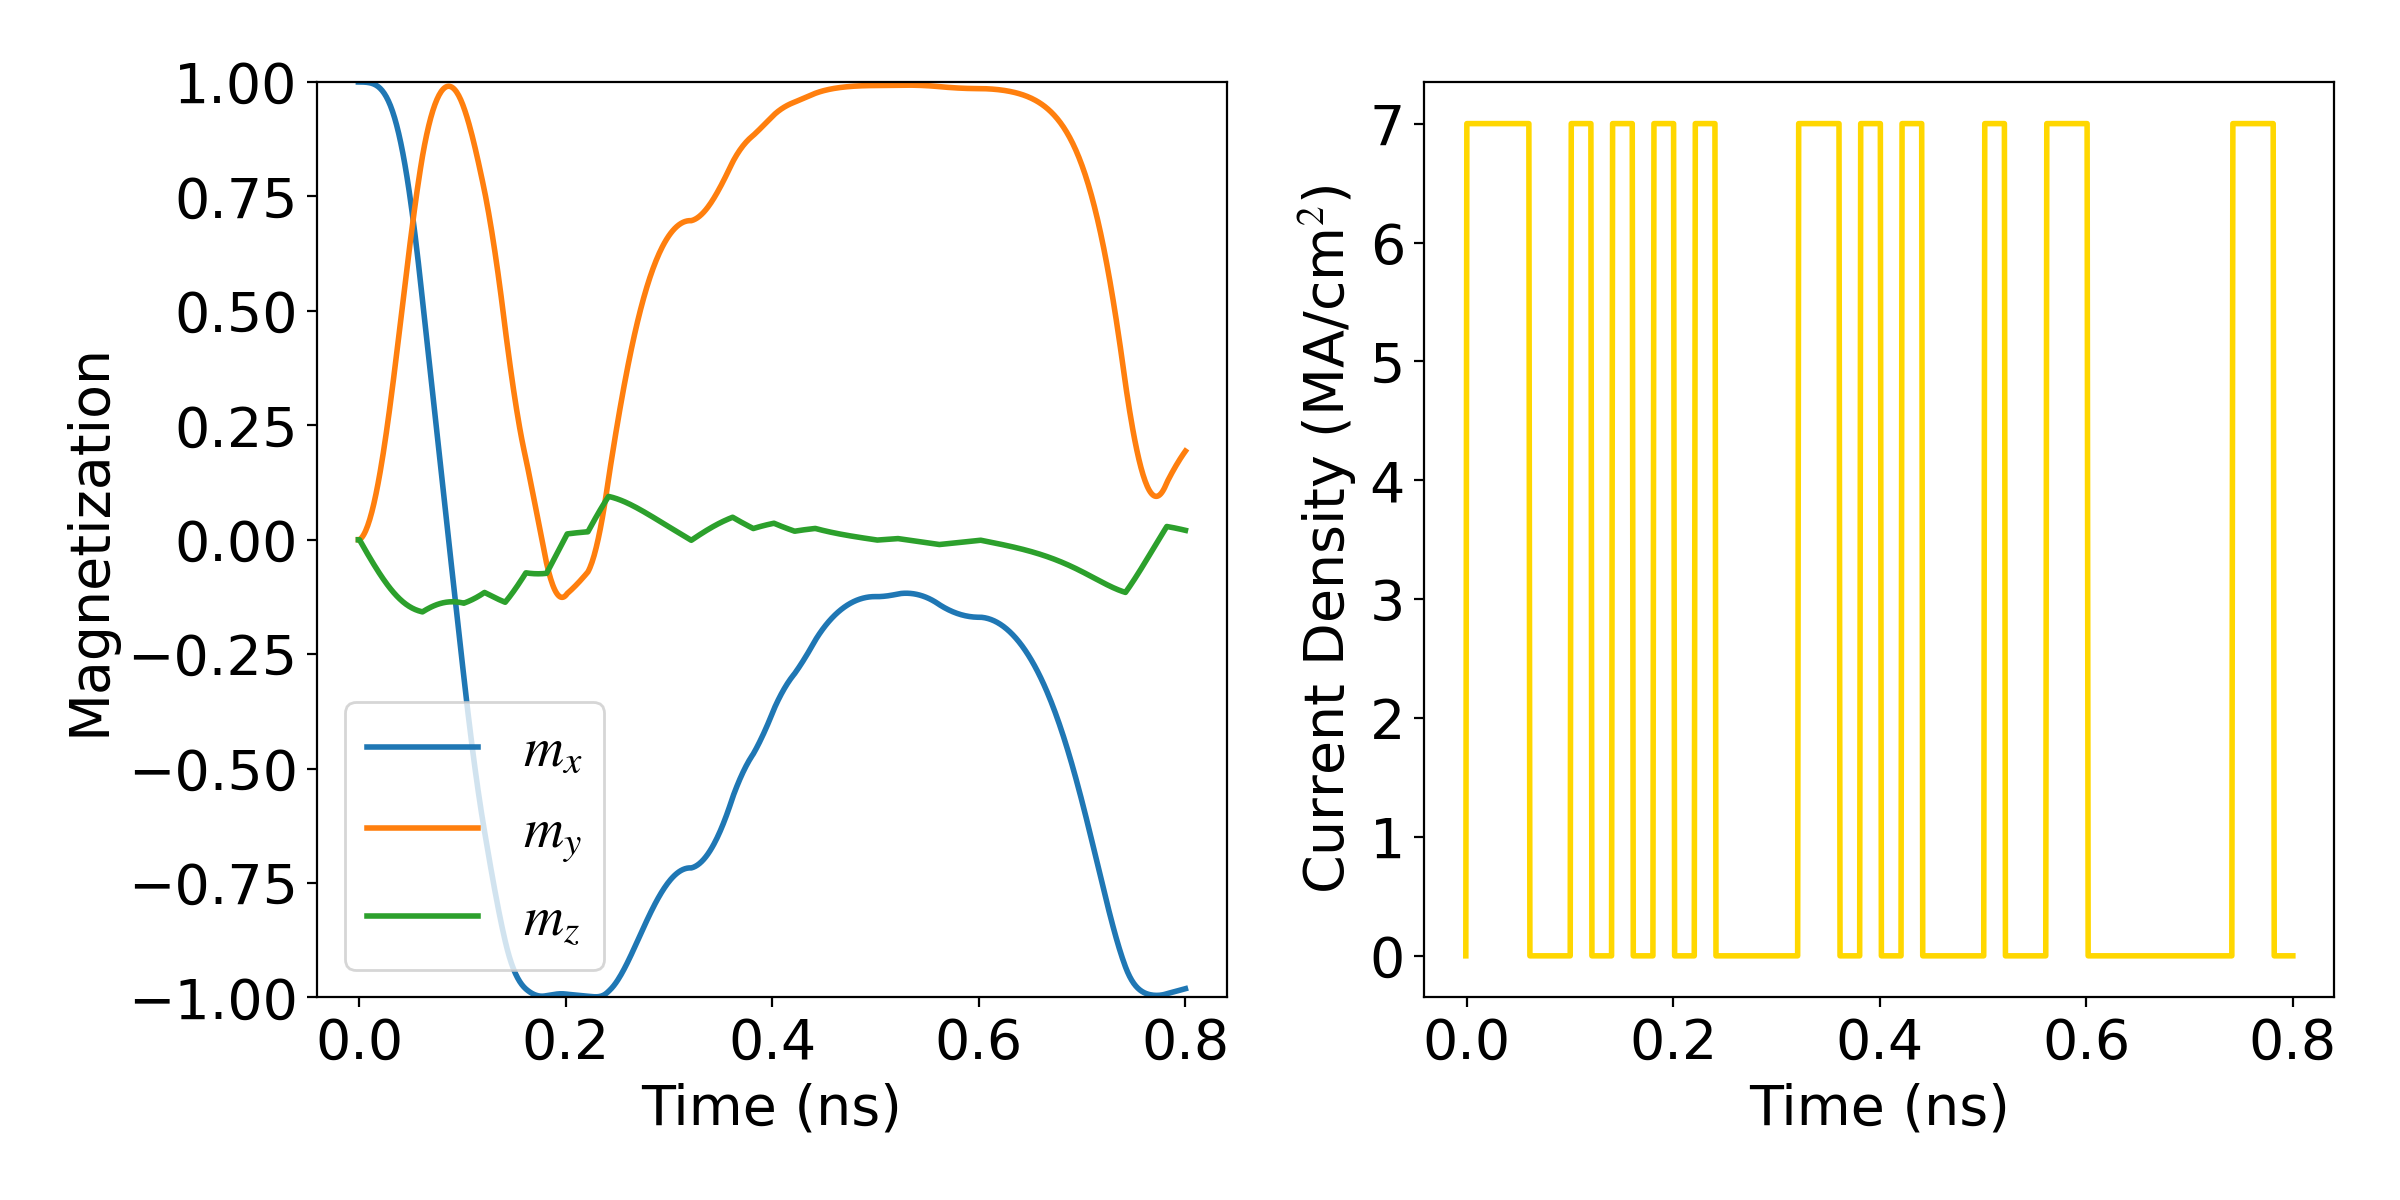 1.00
0.75
0.50
0.25
0.00
−0.25
−0.50
−0.75
−1.00
Magnetization
m_x
m_y
m_z
0.0 0.2 0.4 0.6 0.8
Time (ns)
7
6
5
4
3
2
1
0
Current Density (MA/cm²)
0.0 0.2 0.4 0.6 0.8
Time (ns)